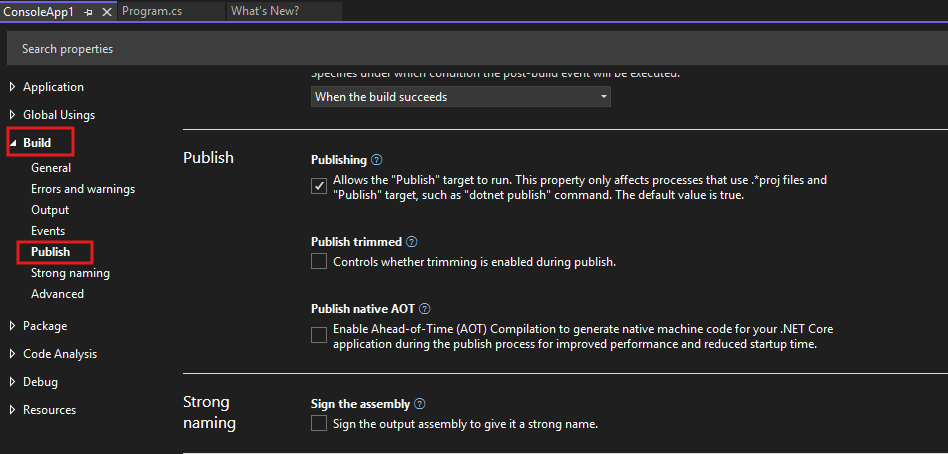 ConsoleApp1
Program.cs
What's New?
Search properties
Application
Global Usings
Build
General
Errors and warnings
Output
Events
Publish
Strong naming
Advanced
Package
Code Analysis
Debug
Resources
Specifies under which condition the post-build event will be executed.
When the build succeeds
Publish
Publishing ?
Allows the "Publish" target to run. This property only affects processes that use .*proj files and
"Publish" target, such as "dotnet publish" command. The default value is true.
Publish trimmed ?
Controls whether trimming is enabled during publish.
Publish native AOT ?
Enable Ahead-of-Time (AOT) Compilation to generate native machine code for your .NET Core
application during the publish process for improved performance and reduced startup time.
Strong
naming
Sign the assembly ?
Sign the output assembly to give it a strong name.